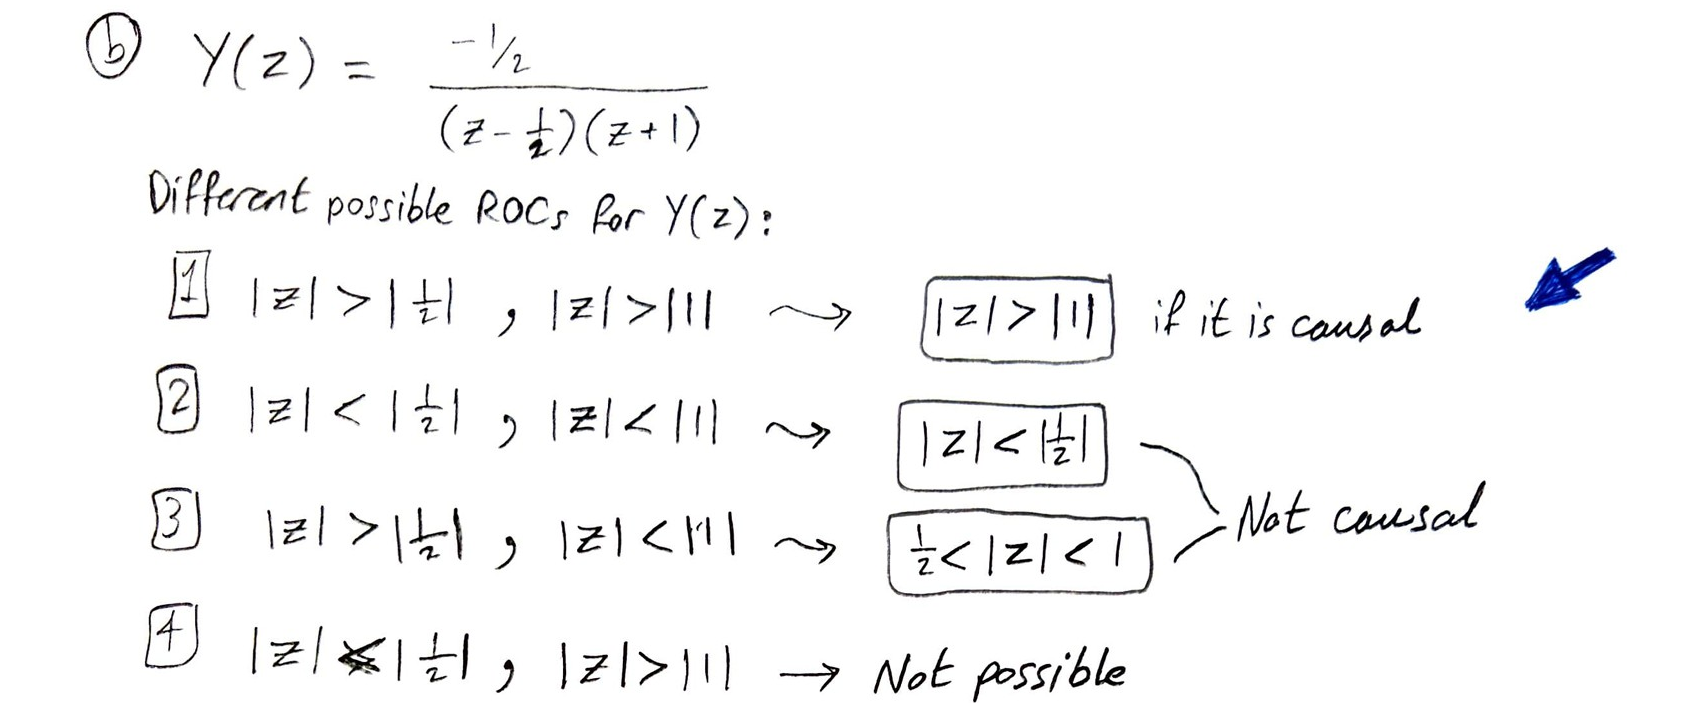 ⓑ Y(z) = -1/2 / (z - 1/2)(z + 1)
Different possible ROCs for Y(z):
1 |z| > |1/2| , |z| > |1| ⇝ |z| > |1| if it is causal
2 |z| < |1/2| , |z| < |1| ⇝ |z| < |1/2|
3 |z| > |1/2| , |z| < |1| ⇝ 1/2 < |z| < 1
Not causal
4 |z| < |1/2| , |z| > |1| → Not possible